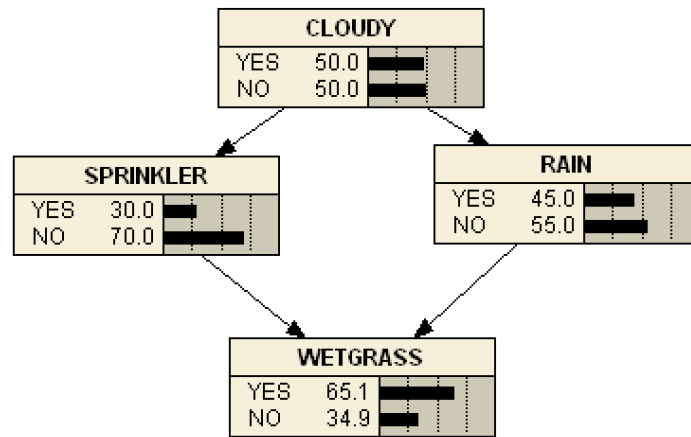 CLOUDY
YES 50.0
NO 50.0
SPRINKLER
YES 30.0
NO 70.0
RAIN
YES 45.0
NO 55.0
WETGRASS
YES 65.1
NO 34.9